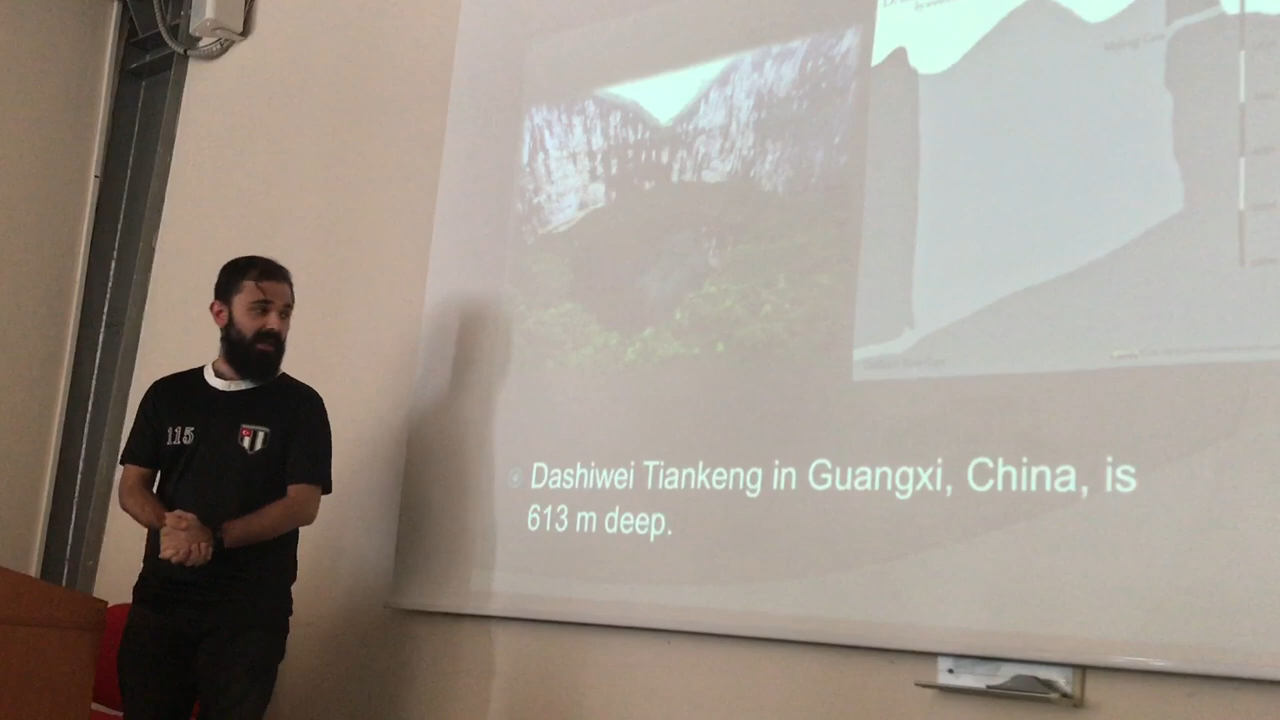 Dashiwei Tiankeng in Guangxi, China, is
613 m deep.
115